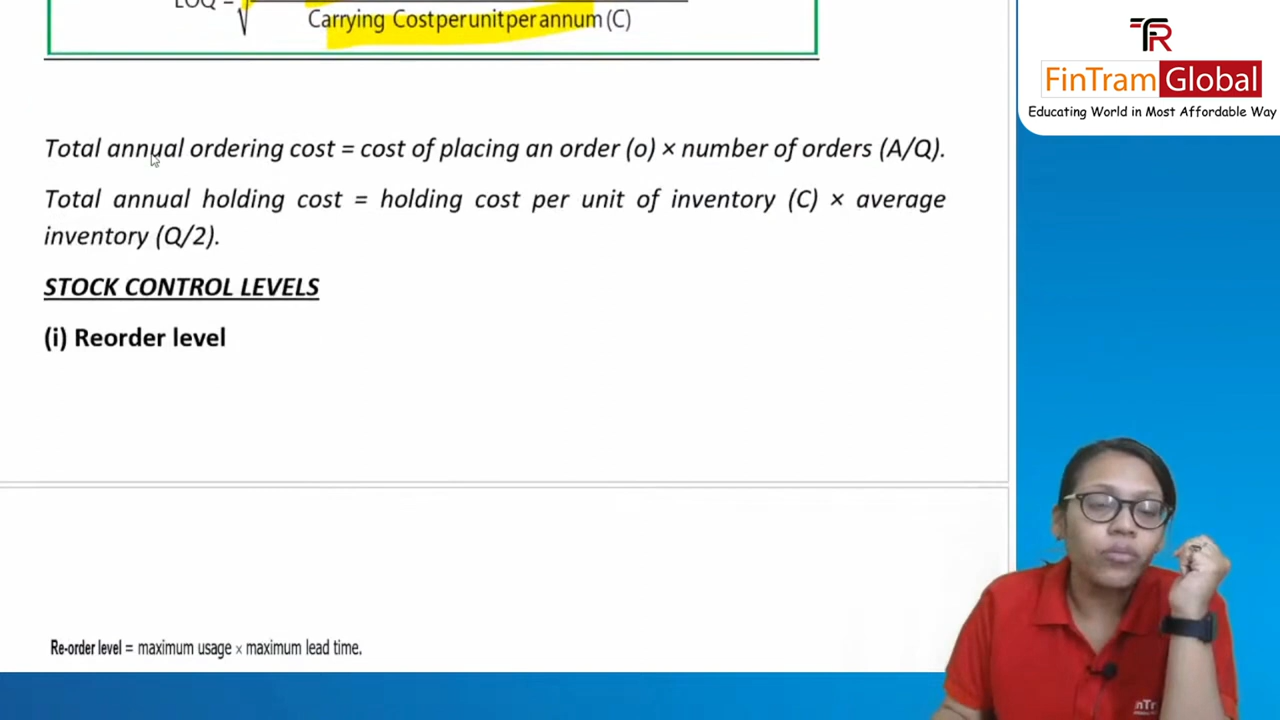 EOQ =
Carrying Cost per unit per annum (C)
Total annual ordering cost = cost of placing an order (o) × number of orders (A/Q).
Total annual holding cost = holding cost per unit of inventory (C) × average
inventory (Q/2).
STOCK CONTROL LEVELS
(i) Reorder level
Re-order level = maximum usage × maximum lead time.
TR
FinTram Global
Educating World in Most Affordable Way